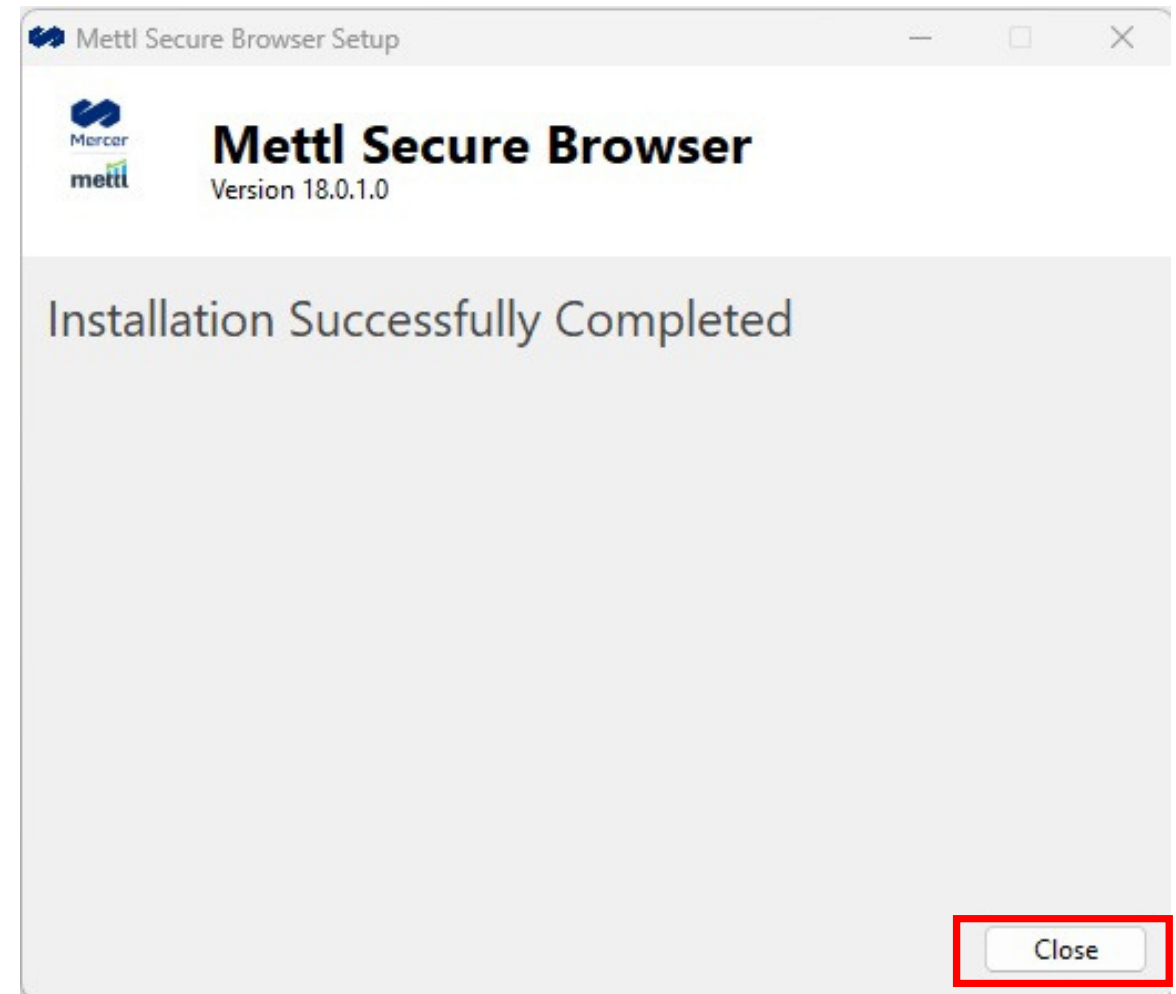 Mettl Secure Browser Setup
Mercer
mettl
Mettl Secure Browser
Version 18.0.1.0
Installation Successfully Completed
Close